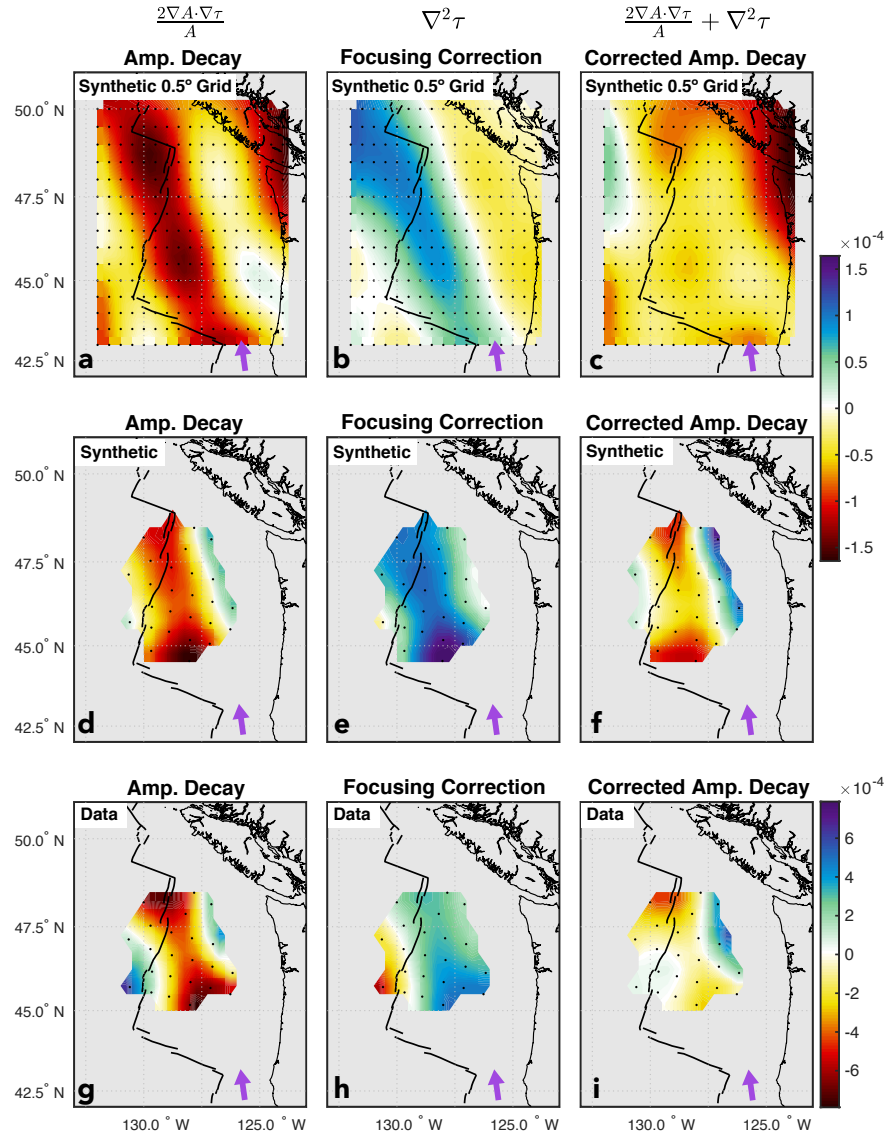 2∇A·∇τ/A
∇²τ
2∇A·∇τ/A + ∇²τ
Amp. Decay
Focusing Correction
Corrected Amp. Decay
Synthetic 0.5º Grid
Synthetic 0.5º Grid
Synthetic 0.5º Grid
50.0° N
47.5° N
45.0° N
42.5° N
a
b
c
×10⁻⁴
1.5
1
0.5
0
-0.5
-1
-1.5
Amp. Decay
Focusing Correction
Corrected Amp. Decay
Synthetic
Synthetic
Synthetic
50.0° N
47.5° N
45.0° N
42.5° N
d
e
f
Amp. Decay
Focusing Correction
Corrected Amp. Decay
Data
Data
Data
50.0° N
47.5° N
45.0° N
42.5° N
g
h
i
×10⁻⁴
6
4
2
0
-2
-4
-6
130.0° W
125.0° W
130.0° W
125.0° W
130.0° W
125.0° W